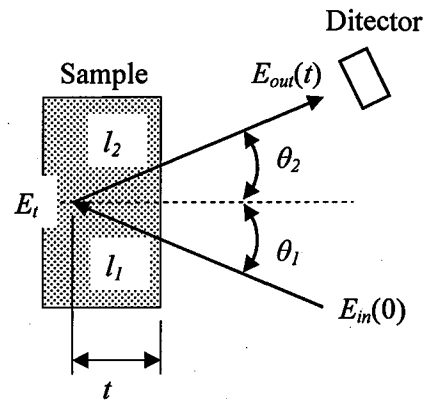 Ditector
Sample
E_out(t)
l_2
θ_2
E_t
θ_1
l_1
E_in(0)
t